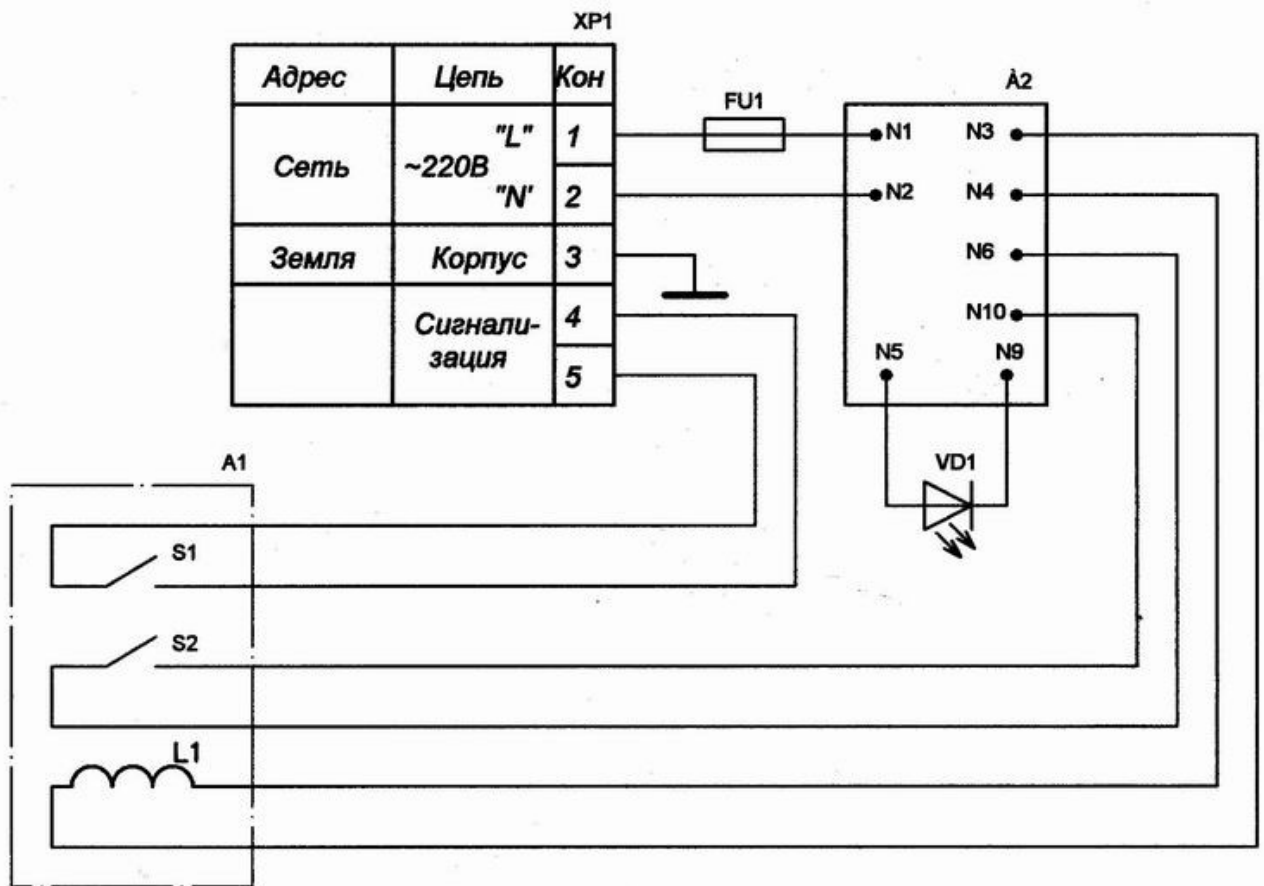 XP1
Адрес Цепь Кон
Сеть ~220В "L" 1
"N' 2
Земля Корпус 3
Сигнали- 4
зация 5
FU1
A2
N1 N3
N2 N4
N6
N10
N5 N9
VD1
A1
S1
S2
L1